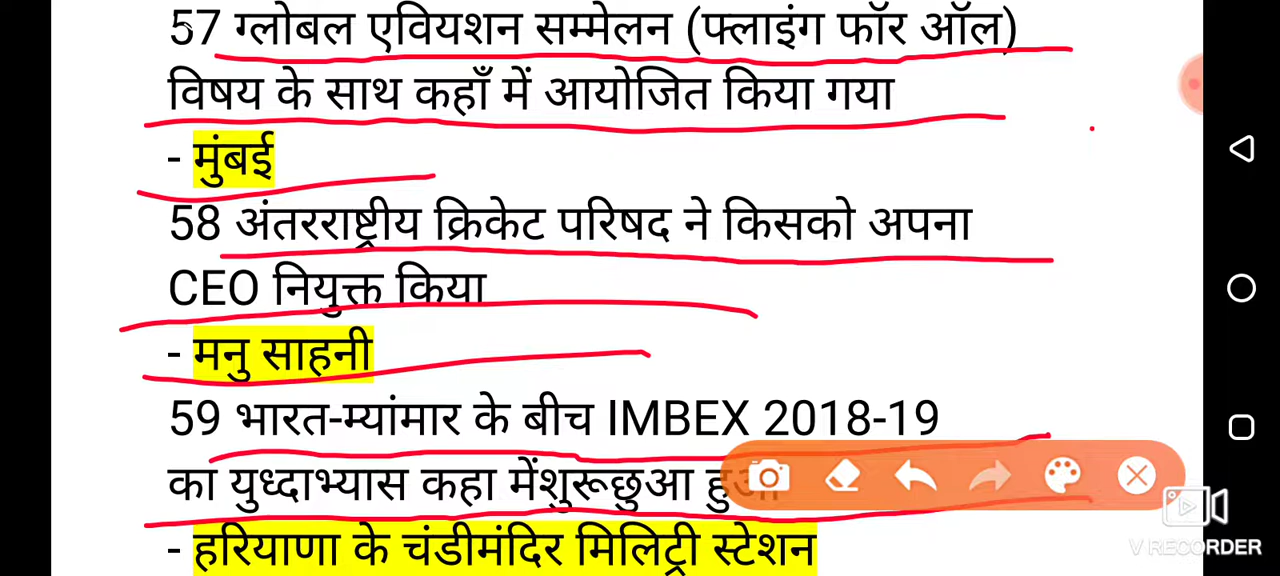 57 ग्लोबल एवियशन सम्मेलन (फ्लाइंग फॉर ऑल)
विषय के साथ कहाँ में आयोजित किया गया
- मुंबई
58 अंतरराष्ट्रीय क्रिकेट परिषद ने किसको अपना
CEO नियुक्त किया
- मनु साहनी
59 भारत-म्यांमार के बीच IMBEX 2018-19
का युध्दाभ्यास कहा मेंशुरूछुआ हुआ
- हरियाणा के चंडीमंदिर मिलिट्री स्टेशन
V RECORDER